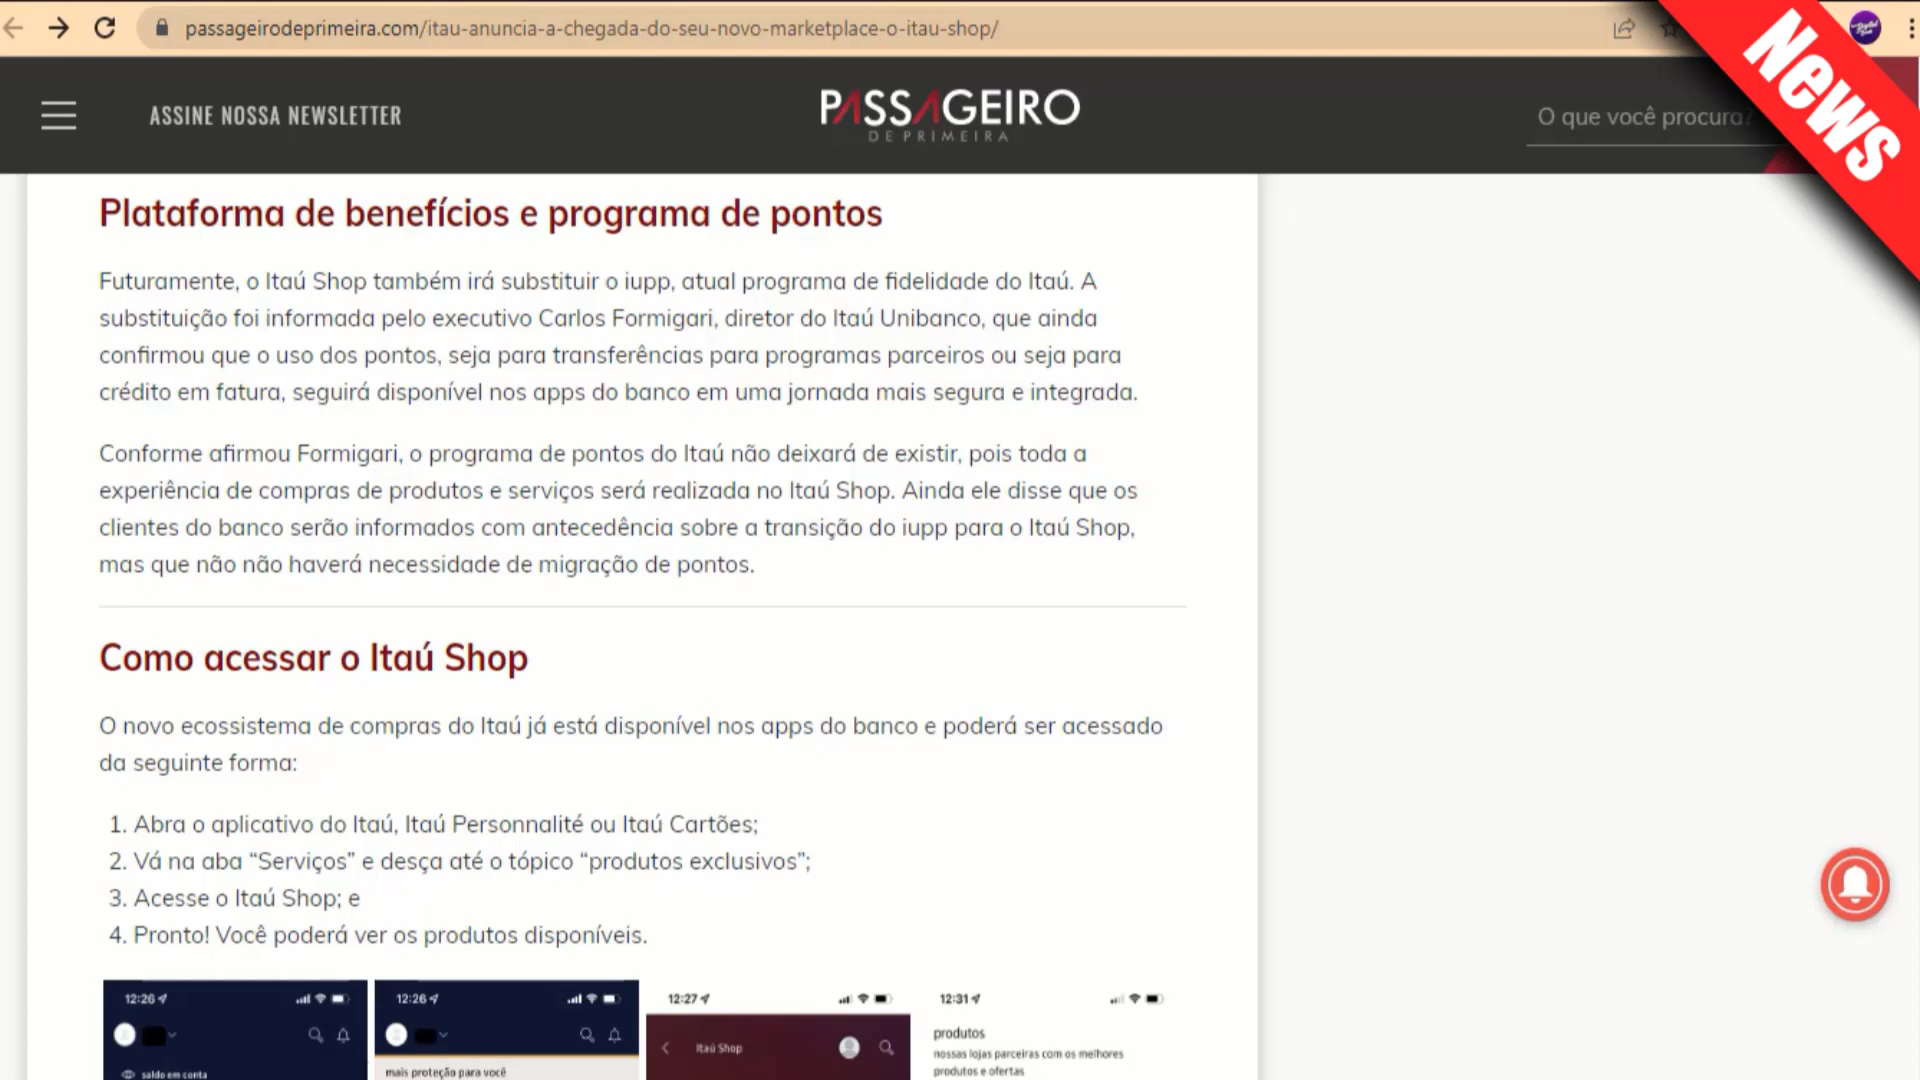 passageirodeprimeira.com/itau-anuncia-a-chegada-do-seu-novo-marketplace-o-itau-shop/
News
ASSINE NOSSA NEWSLETTER
PASSAGEIRO
DE PRIMEIRA
O que você procura?
Plataforma de benefícios e programa de pontos
Futuramente, o Itaú Shop também irá substituir o iupp, atual programa de fidelidade do Itaú. A
substituição foi informada pelo executivo Carlos Formigari, diretor do Itaú Unibanco, que ainda
confirmou que o uso dos pontos, seja para transferências para programas parceiros ou seja para
crédito em fatura, seguirá disponível nos apps do banco em uma jornada mais segura e integrada.
Conforme afirmou Formigari, o programa de pontos do Itaú não deixará de existir, pois toda a
experiência de compras de produtos e serviços será realizada no Itaú Shop. Ainda ele disse que os
clientes do banco serão informados com antecedência sobre a transição do iupp para o Itaú Shop,
mas que não não haverá necessidade de migração de pontos.
Como acessar o Itaú Shop
O novo ecossistema de compras do Itaú já está disponível nos apps do banco e poderá ser acessado
da seguinte forma:
1. Abra o aplicativo do Itaú, Itaú Personnalité ou Itaú Cartões;
2. Vá na aba “Serviços” e desça até o tópico “produtos exclusivos”;
3. Acesse o Itaú Shop; e
4. Pronto! Você poderá ver os produtos disponíveis.
12:26
saldo em conta
12:26
mais proteção para você
12:27
Itaú Shop
12:31
produtos
nossas lojas parceiras com os melhores
produtos e ofertas